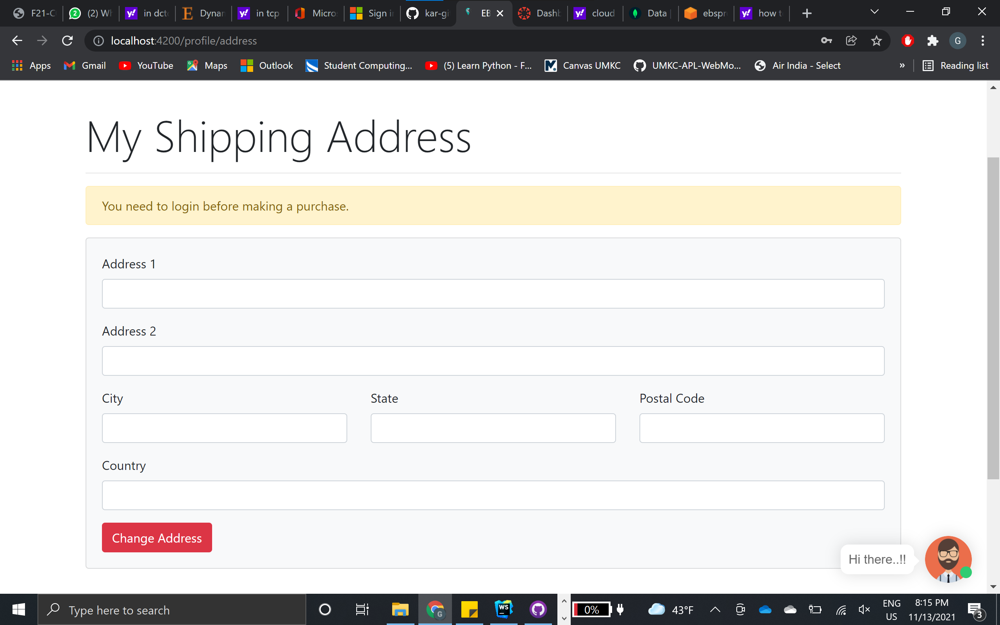 F21-C
(2) Wh
in dctc
Dynan
in tcp
Micro
Sign in
kar-gi
EB
Dashb
cloud
Data
ebspr
how t
localhost:4200/profile/address
G
Apps
Gmail
YouTube
Maps
Outlook
Student Computing...
(5) Learn Python - F...
Canvas UMKC
UMKC-APL-WebMo...
Air India - Select
»
Reading list
My Shipping Address
You need to login before making a purchase.
Address 1
Address 2
City
State
Postal Code
Country
Change Address
Hi there..!!
Type here to search
WS
0%
43°F
ENG
US
8:15 PM
11/13/2021
3